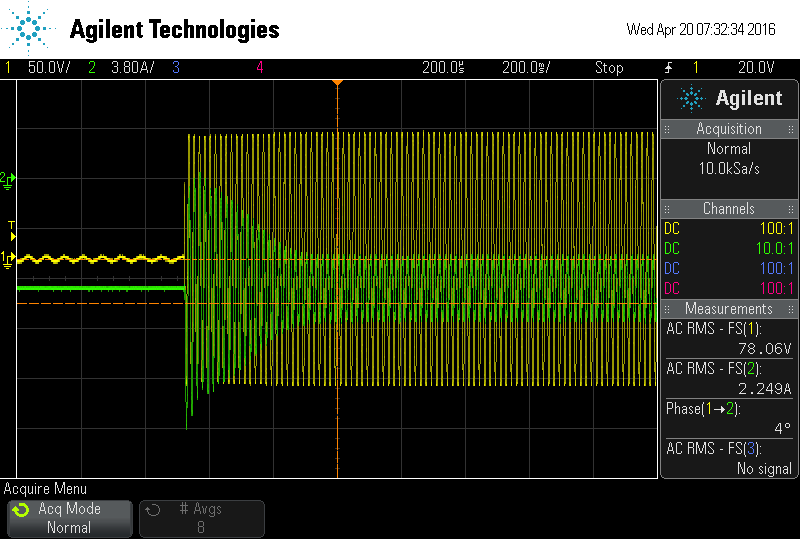 Agilent Technologies
Wed Apr 20 07:32:34 2016
1 50.0V/ 2 3.80A/ 3 4 200.0ms 200.0ms/ Stop 1 20.0V
Agilent
Acquisition
Normal
10.0kSa/s
Channels
DC 100:1
DC 10.0:1
DC 100:1
DC 100:1
Measurements
AC RMS - FS(1):
78.06V
AC RMS - FS(2):
2.249A
Phase(1→2):
4°
AC RMS - FS(3):
No signal
2
T
1
Acquire Menu
Acq Mode
Normal
# Avgs
8